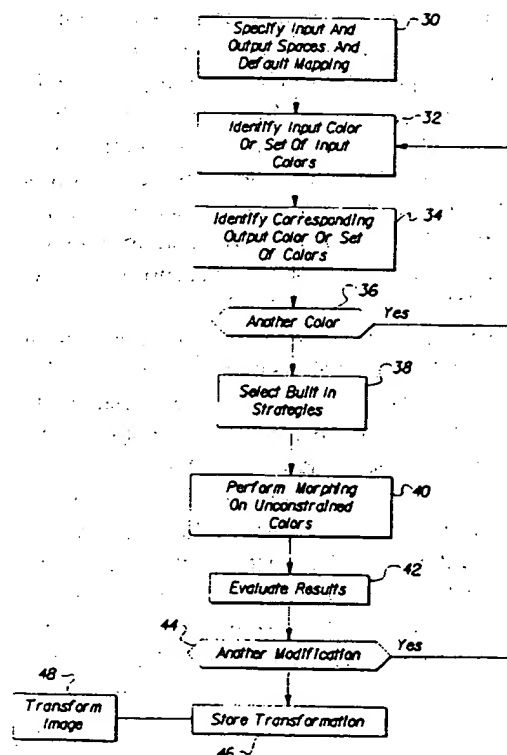 30
Specify Input And
Output Spaces And
Default Mapping
32
Identify Input Color
Or Set Of Input
Colors
34
Identify Corresponding
Output Color Or Set
Of Colors
36
Another Color
Yes
38
Select Built In
Strategies
40
Perform Morphing
On Unconstrained
Colors
42
Evaluate Results
44
Another Modification
Yes
48
Transform
Image
Store Transformation
46